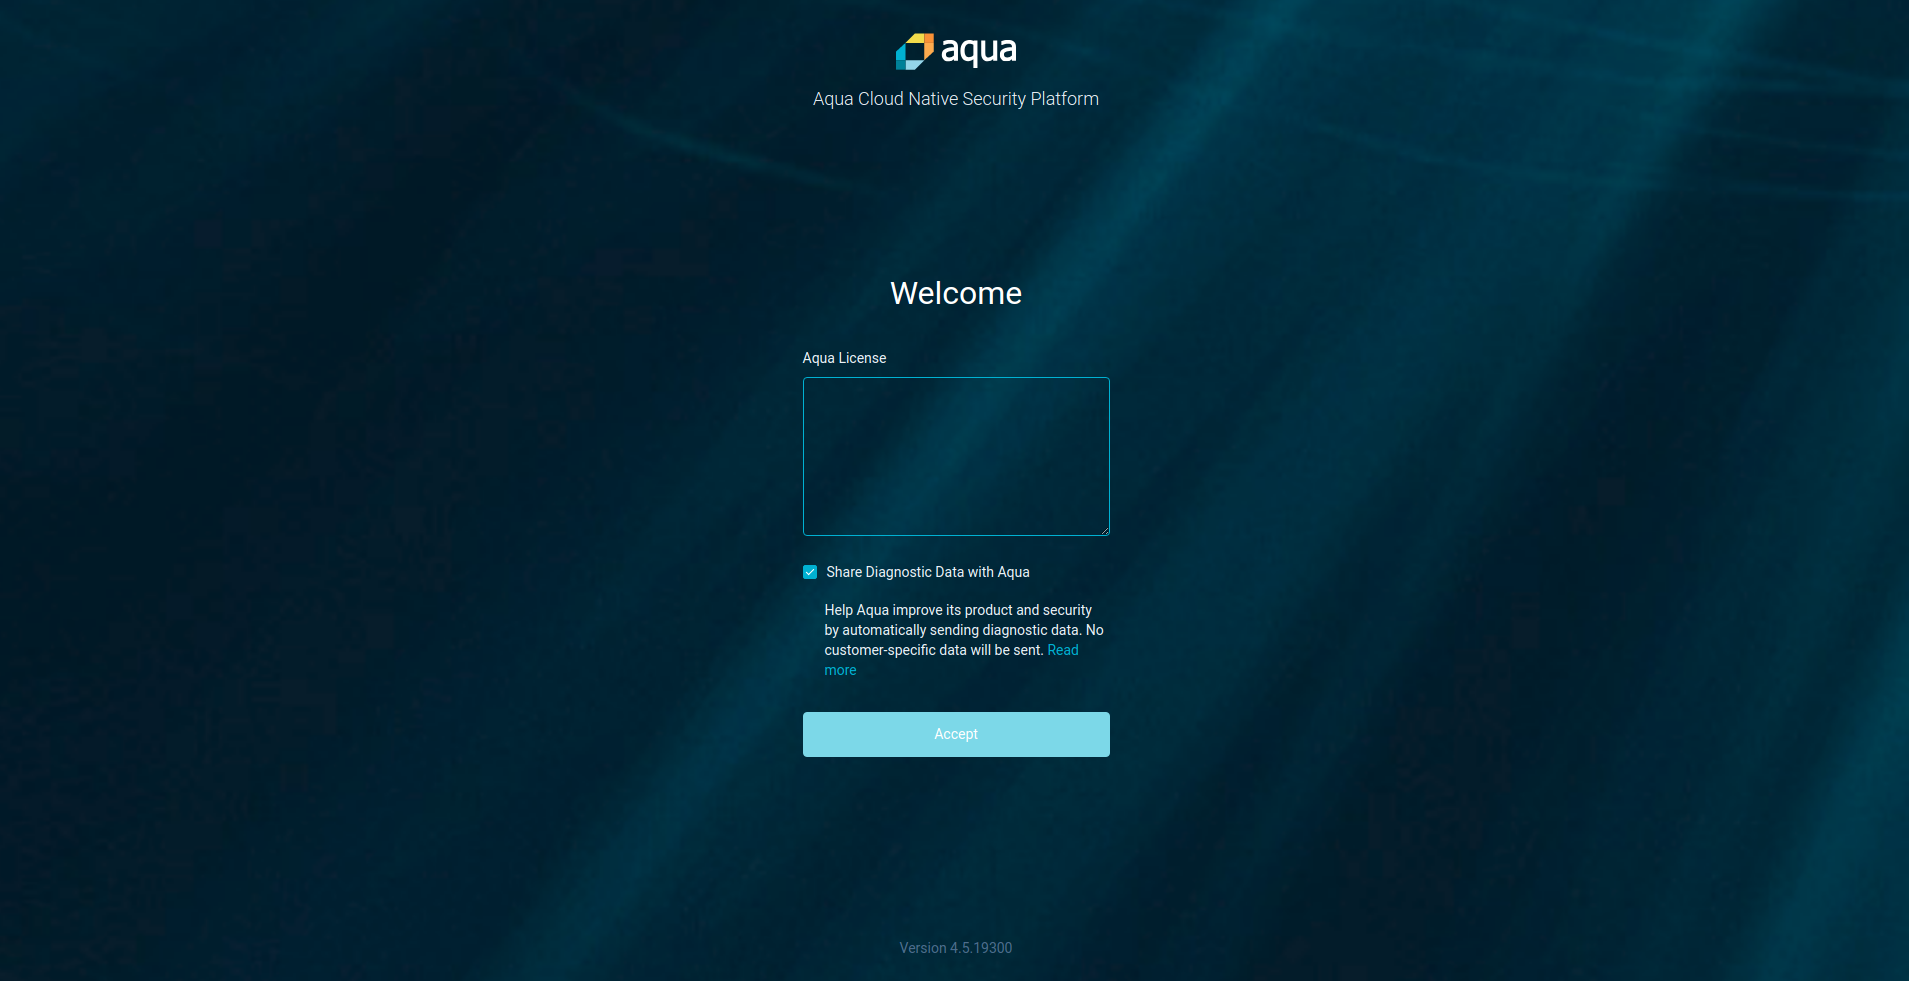 aqua
Aqua Cloud Native Security Platform
Welcome
Aqua License
Share Diagnostic Data with Aqua
Help Aqua improve its product and security
by automatically sending diagnostic data. No
customer-specific data will be sent. Read
more
Accept
Version 4.5.19300